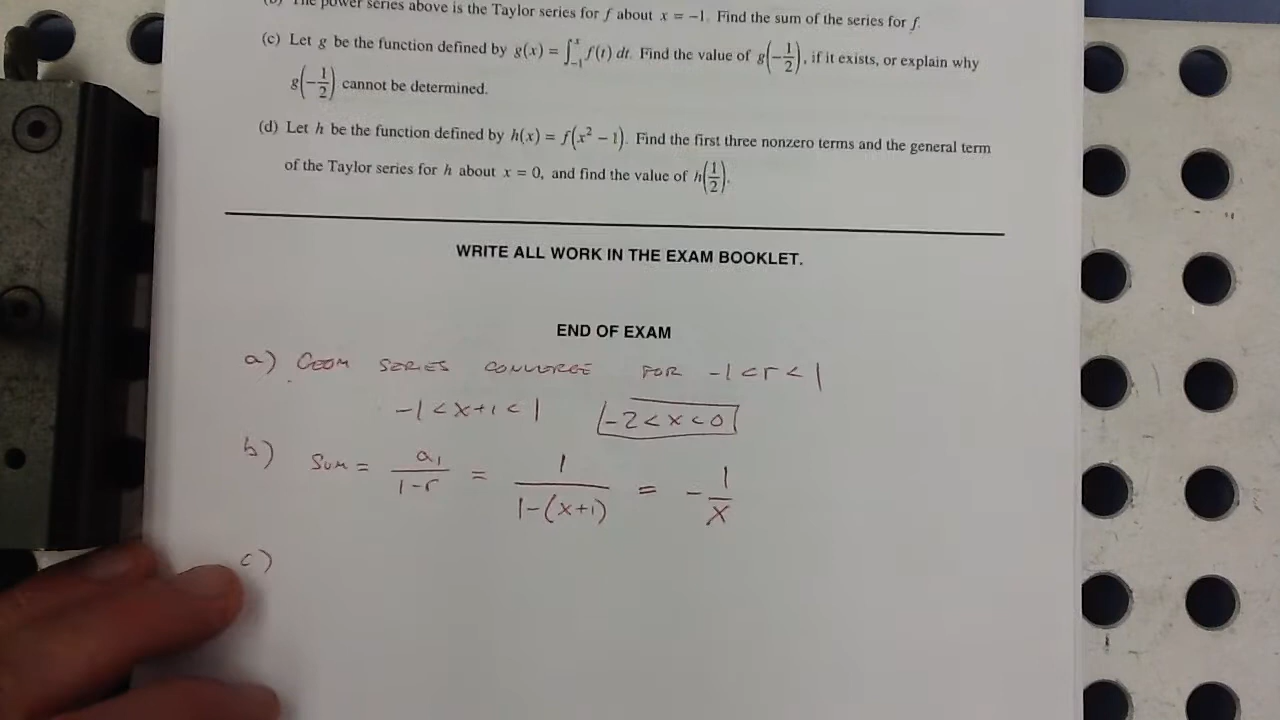 (b) The power series above is the Taylor series for f about x = −1. Find the sum of the series for f.
(c) Let g be the function defined by g(x) = ∫_{−1}^{x} f(t) dt. Find the value of g(−1/2), if it exists, or explain why
g(−1/2) cannot be determined.
(d) Let h be the function defined by h(x) = f(x² − 1). Find the first three nonzero terms and the general term
of the Taylor series for h about x = 0, and find the value of h(1/2).
WRITE ALL WORK IN THE EXAM BOOKLET.
END OF EXAM
a) GEOM SERIES CONVERGE FOR -1<r<1
-1<x+1<1 -2<x<0
b) SUM = a₁/(1-r) = 1/(1-(x+1)) = -1/x
c)